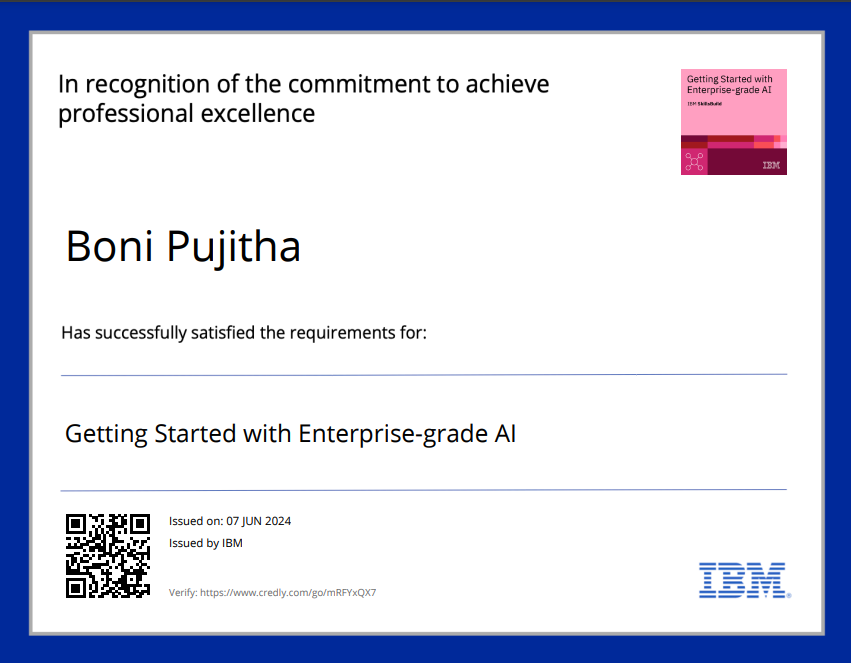 In recognition of the commitment to achieve
professional excellence
Getting Started with
Enterprise-grade AI
IBM SkillsBuild
IBM
Boni Pujitha
Has successfully satisfied the requirements for:
Getting Started with Enterprise-grade AI
Issued on: 07 JUN 2024
Issued by IBM
Verify: https://www.credly.com/go/mRFYxQX7
IBM®